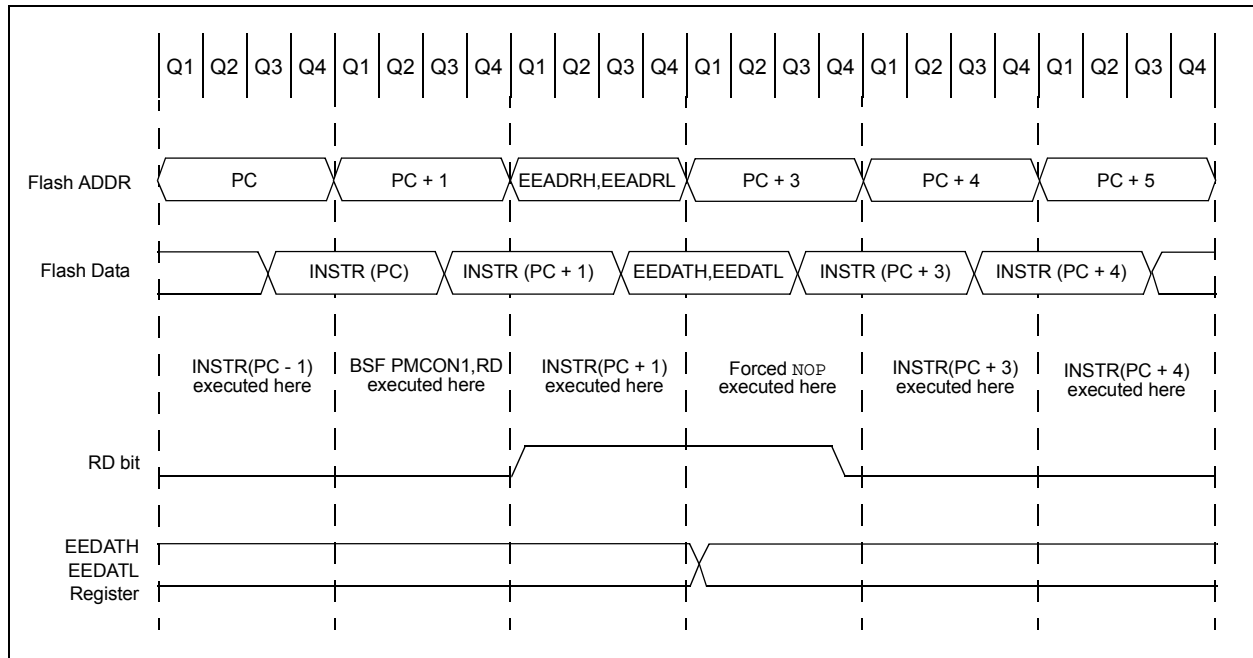 Q1 Q2 Q3 Q4 Q1 Q2 Q3 Q4 Q1 Q2 Q3 Q4 Q1 Q2 Q3 Q4 Q1 Q2 Q3 Q4 Q1 Q2 Q3 Q4
Flash ADDR PC PC + 1 EEADRH,EEADRL PC + 3 PC + 4 PC + 5
Flash Data INSTR (PC) INSTR (PC + 1) EEDATH,EEDATL INSTR (PC + 3) INSTR (PC + 4)
INSTR(PC - 1)
executed here
BSF PMCON1,RD
executed here
INSTR(PC + 1)
executed here
Forced NOP
executed here
INSTR(PC + 3)
executed here
INSTR(PC + 4)
executed here
RD bit
EEDATH
EEDATL
Register